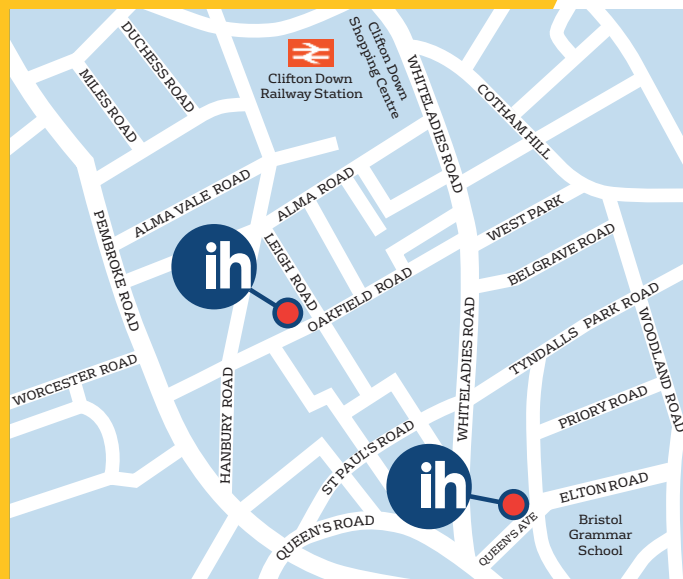 DUCHESS ROAD
MILES ROAD
Clifton Down
Railway Station
Clifton Down
Shopping Centre
WHITELADIES ROAD
COTHAM HILL
ALMA VALE ROAD
ALMA ROAD
PEMBROKE ROAD
ih
LEIGH ROAD
OAKFIELD ROAD
WEST PARK
BELGRAVE ROAD
TYNDALLS PARK ROAD
WOODLAND ROAD
WORCESTER ROAD
HANBURY ROAD
WHITELADIES ROAD
PRIORY ROAD
ST PAUL'S ROAD
ih
ELTON ROAD
QUEEN'S ROAD
QUEEN'S AVE
Bristol
Grammar
School